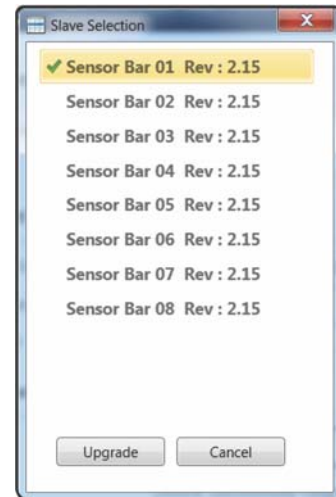 Slave Selection
Sensor Bar 01 Rev : 2.15
Sensor Bar 02 Rev : 2.15
Sensor Bar 03 Rev : 2.15
Sensor Bar 04 Rev : 2.15
Sensor Bar 05 Rev : 2.15
Sensor Bar 06 Rev : 2.15
Sensor Bar 07 Rev : 2.15
Sensor Bar 08 Rev : 2.15
Upgrade Cancel